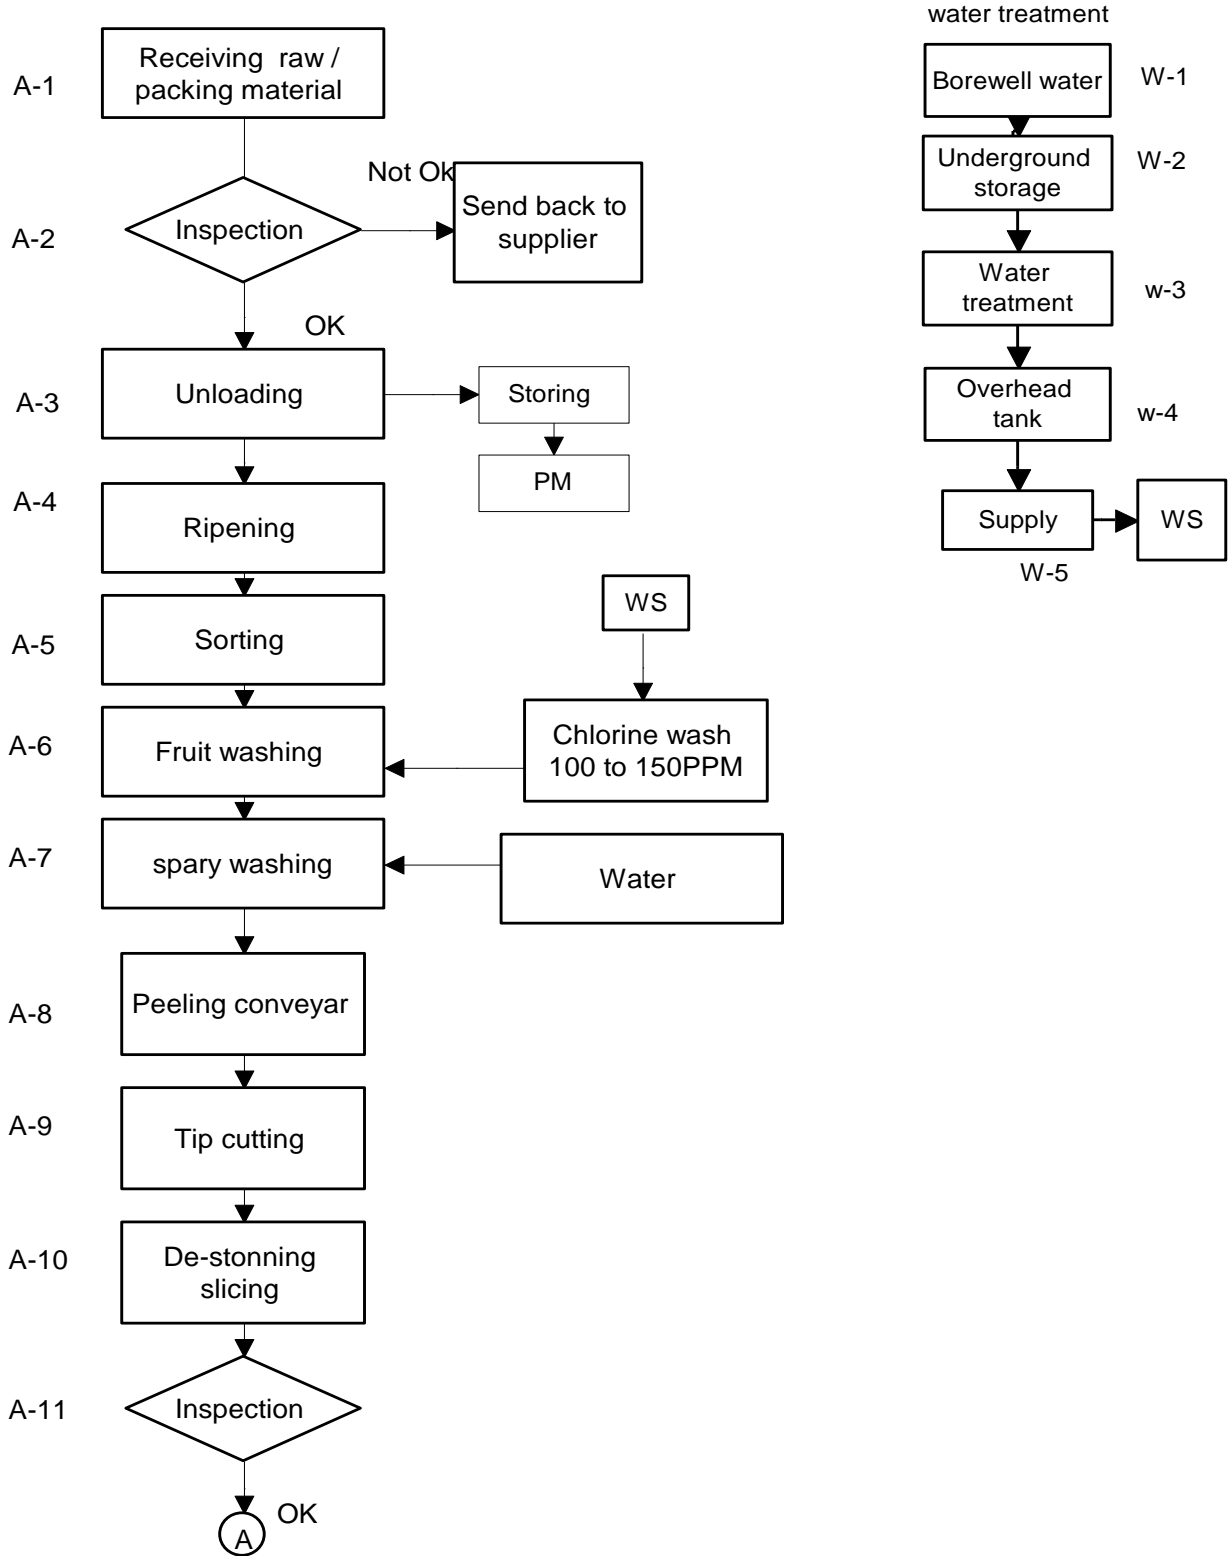 water treatment
A-1
Receiving raw /
packing material
Borewell water
W-1
Underground
storage
W-2
Not Ok
A-2
Inspection
Send back to
supplier
Water
treatment
w-3
OK
A-3
Unloading
Storing
PM
Overhead
tank
w-4
A-4
Ripening
Supply
WS
W-5
A-5
Sorting
WS
A-6
Fruit washing
Chlorine wash
100 to 150PPM
A-7
spary washing
Water
A-8
Peeling conveyar
A-9
Tip cutting
A-10
De-stonning
slicing
A-11
Inspection
OK
A